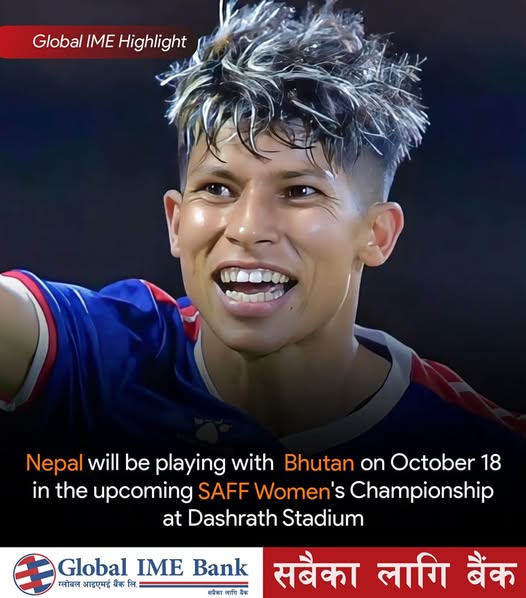 Global IME Highlight
Nepal will be playing with Bhutan on October 18
in the upcoming SAFF Women's Championship
at Dashrath Stadium
Global IME Bank
ग्लोबल आइएमई बैंक लि.
सबैका लागि बैंक
सबैका लागि बैंक